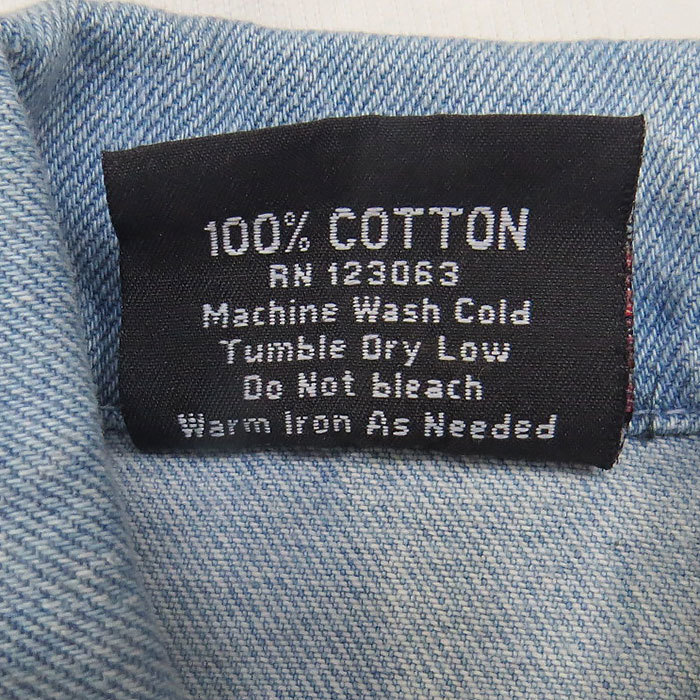 100% COTTON
RN 123063
Machine Wash Cold
Tumble Dry Low
Do Not bleach
Warm Iron As Needed